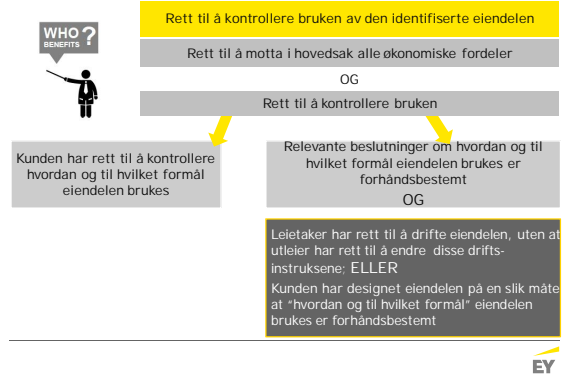 Rett til å kontrollere bruken av den identifiserte eiendelen
WHO ?
BENEFITS
Rett til å motta i hovedsak alle økonomiske fordeler
OG
Rett til å kontrollere bruken
Kunden har rett til å kontrollere
hvordan og til hvilket formål
eiendelen brukes
Relevante beslutninger om hvordan og til
hvilket formål eiendelen brukes er
forhåndsbestemt
OG
Leietaker har rett til å drifte eiendelen, uten at
utleier har rett til å endre disse drifts-
instruksene; ELLER
Kunden har designet eiendelen på en slik måte
at “hvordan og til hvilket formål” eiendelen
brukes er forhåndsbestemt
EY